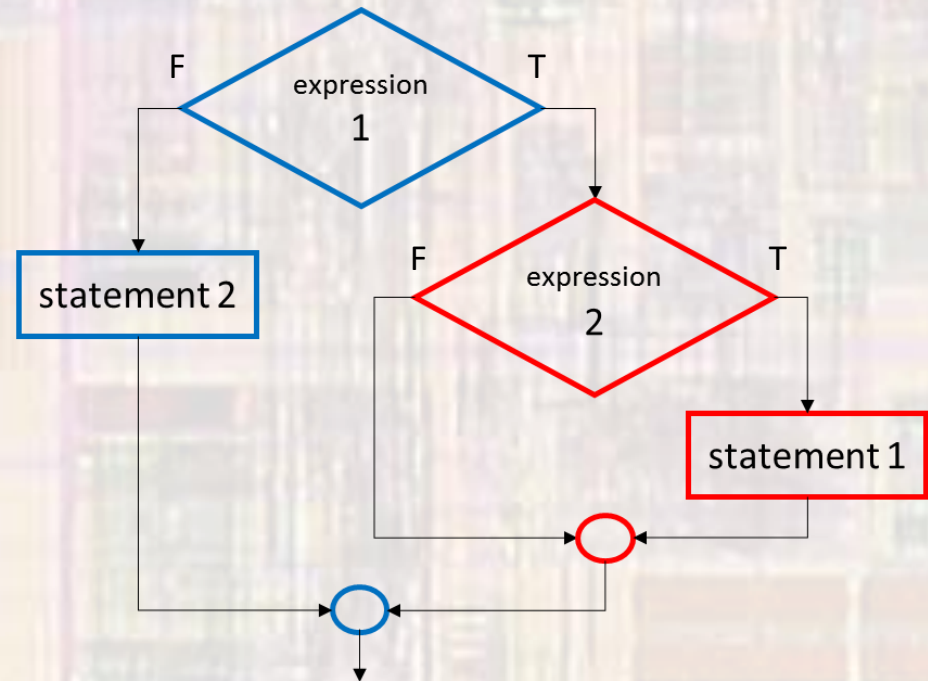 F
T
expression
1
F
T
statement 2
expression
2
statement 1